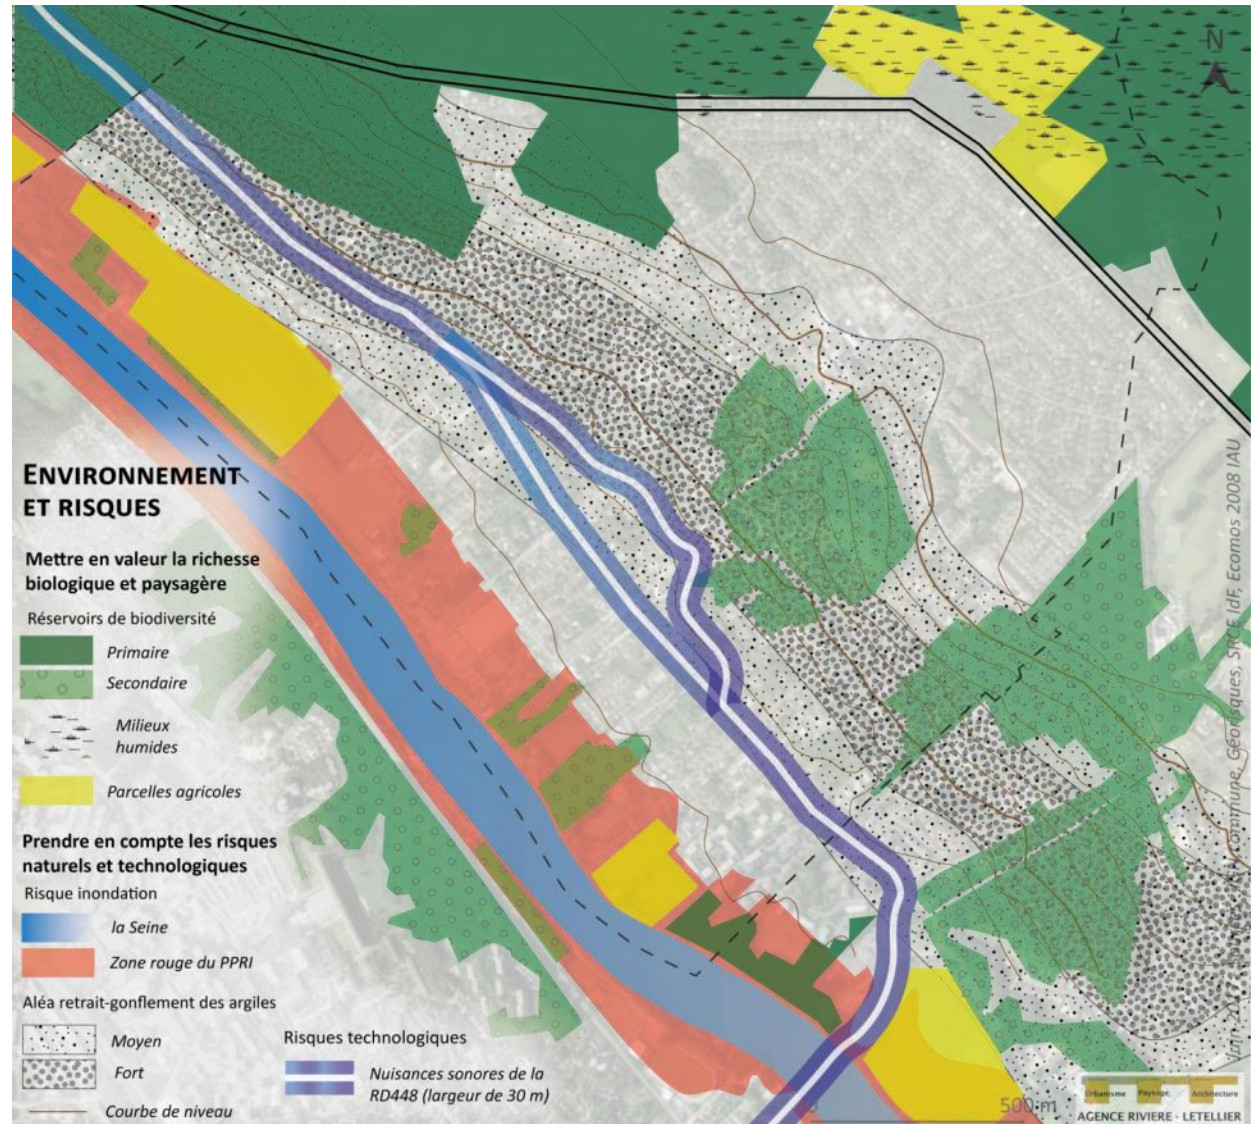 N
ENVIRONNEMENT
ET RISQUES
Mettre en valeur la richesse
biologique et paysagère
Réservoirs de biodiversité
Primaire
Secondaire
Milieux
humides
Parcelles agricoles
Prendre en compte les risques
naturels et technologiques
Risque inondation
la Seine
Zone rouge du PPRI
Aléa retrait-gonflement des argiles
Moyen
Fort
Courbe de niveau
Risques technologiques
Nuisances sonores de la
RD448 (largeur de 30 m)
0 500 m
commune, Géorisques, SRCE IdF, Ecomos 2008 IAU
Urbanisme Paysage Architecture
AGENCE RIVIERE - LETELLIER